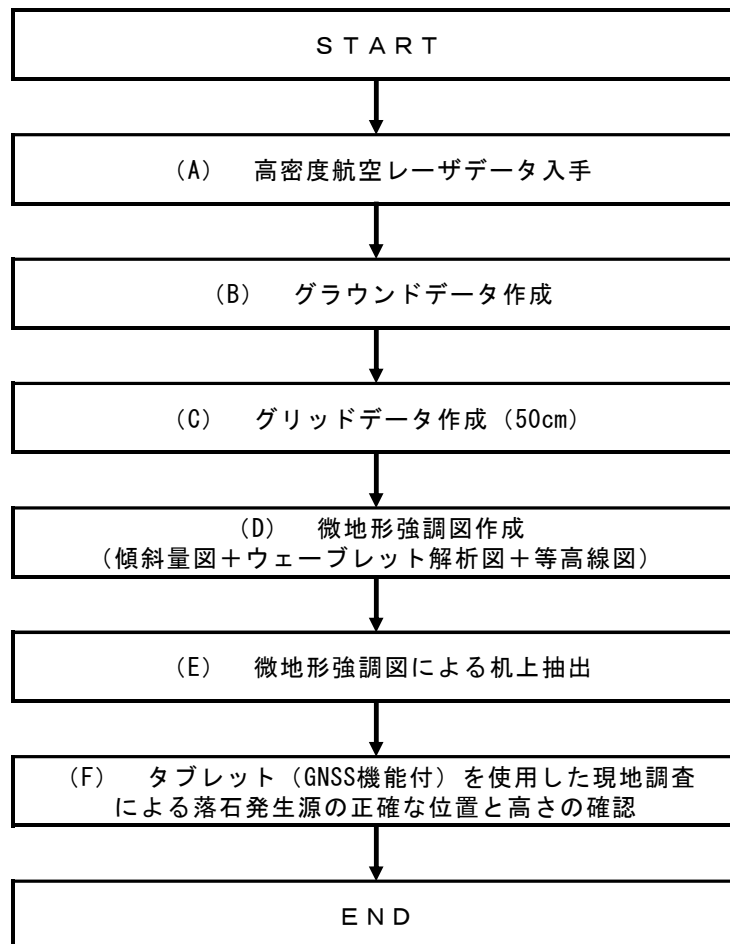 ＳＴＡＲＴ
（A）　高密度航空レーザデータ入手
（B）　グラウンドデータ作成
（C）　グリッドデータ作成（50cm）
（D）　微地形強調図作成
（傾斜量図＋ウェーブレット解析図＋等高線図）
（E）　微地形強調図による机上抽出
（F）　タブレット（GNSS機能付）を使用した現地調査
による落石発生源の正確な位置と高さの確認
ＥＮＤ